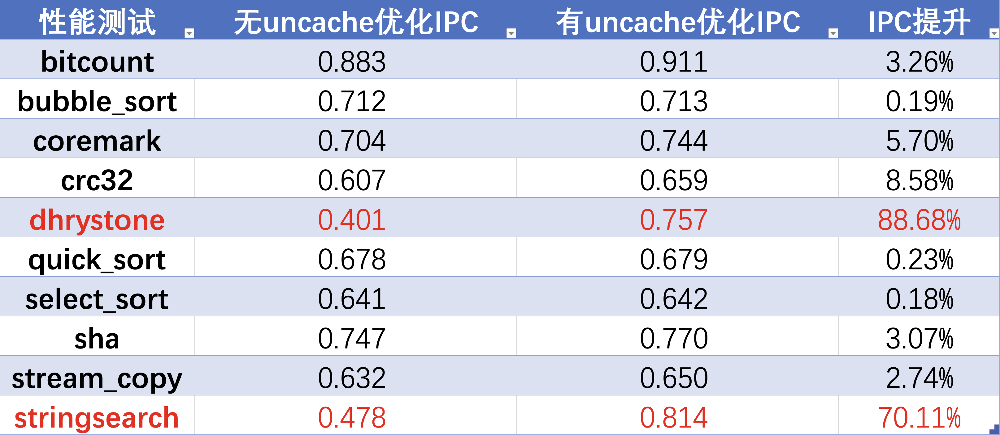 性能测试 无uncache优化IPC 有uncache优化IPC IPC提升
bitcount 0.883 0.911 3.26%
bubble_sort 0.712 0.713 0.19%
coremark 0.704 0.744 5.70%
crc32 0.607 0.659 8.58%
dhrystone 0.401 0.757 88.68%
quick_sort 0.678 0.679 0.23%
select_sort 0.641 0.642 0.18%
sha 0.747 0.770 3.07%
stream_copy 0.632 0.650 2.74%
stringsearch 0.478 0.814 70.11%